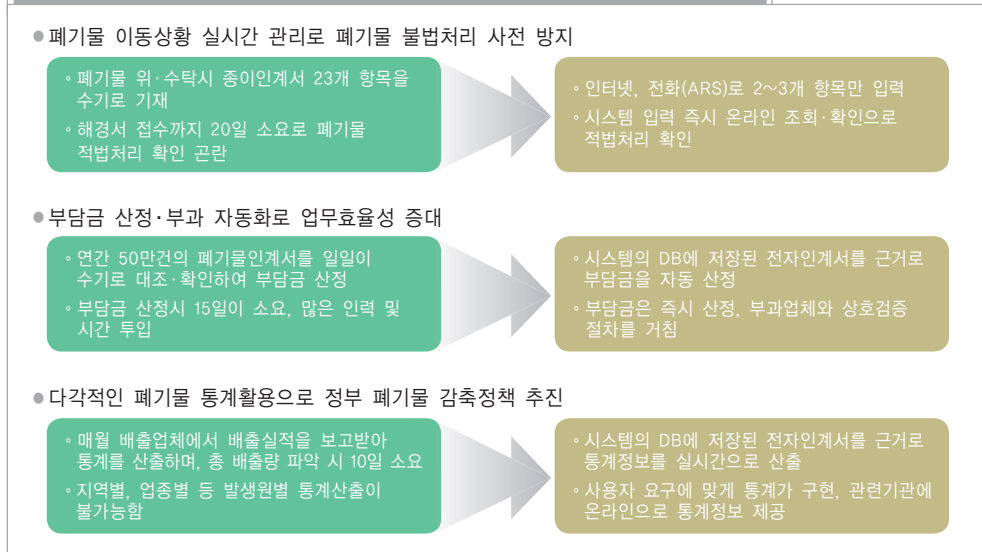 ● 폐기물 이동상황 실시간 관리로 폐기물 불법처리 사전 방지
◦ 폐기물 위·수탁시 종이인계서 23개 항목을
수기로 기재
◦ 해경서 접수까지 20일 소요로 폐기물
적법처리 확인 곤란
◦ 인터넷, 전화(ARS)로 2~3개 항목만 입력
◦ 시스템 입력 즉시 온라인 조회·확인으로
적법처리 확인
● 부담금 산정·부과 자동화로 업무효율성 증대
◦ 연간 50만건의 폐기물인계서를 일일이
수기로 대조·확인하여 부담금 산정
◦ 부담금 산정시 15일이 소요, 많은 인력 및
시간 투입
◦ 시스템의 DB에 저장된 전자인계서를 근거로
부담금을 자동 산정
◦ 부담금은 즉시 산정, 부과업체와 상호검증
절차를 거침
● 다각적인 폐기물 통계활용으로 정부 폐기물 감축정책 추진
◦ 매월 배출업체에서 배출실적을 보고받아
통계를 산출하며, 총 배출량 파악 시 10일 소요
◦ 지역별, 업종별 등 발생원별 통계산출이
불가능함
◦ 시스템의 DB에 저장된 전자인계서를 근거로
통계정보를 실시간으로 산출
◦ 사용자 요구에 맞게 통계가 구현, 관련기관에
온라인으로 통계정보 제공